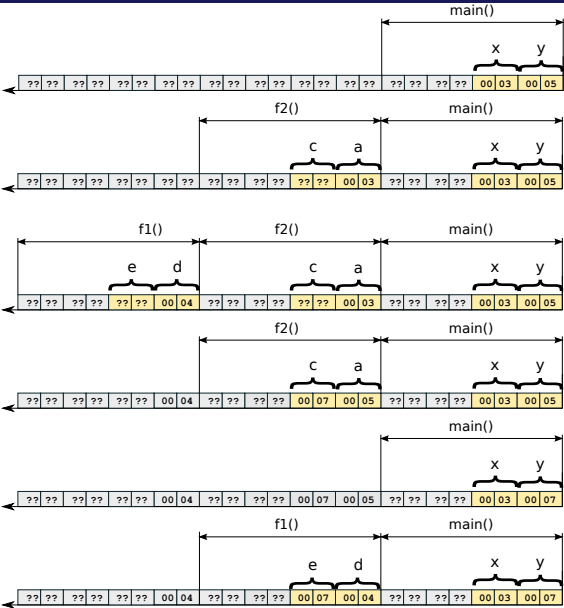 main()
x y
?? ?? ?? ?? ?? ?? ?? ?? ?? ?? ?? ?? ?? ?? ?? ?? ?? ?? ?? ?? 00 03 00 05
f2() main()
c a x y
?? ?? ?? ?? ?? ?? ?? ?? ?? ?? ?? ?? ?? ?? 00 03 ?? ?? ?? ?? 00 03 00 05
f1() f2() main()
e d c a x y
?? ?? ?? ?? ?? ?? 00 04 ?? ?? ?? ?? ?? ?? 00 03 ?? ?? ?? ?? 00 03 00 05
f2() main()
c a x y
?? ?? ?? ?? ?? ?? 00 04 ?? ?? ?? ?? 00 07 00 05 ?? ?? ?? ?? 00 03 00 05
main()
x y
?? ?? ?? ?? ?? ?? 00 04 ?? ?? ?? ?? 00 07 00 05 ?? ?? ?? ?? 00 03 00 07
f1() main()
e d x y
?? ?? ?? ?? ?? ?? 00 04 ?? ?? ?? ?? 00 07 00 04 ?? ?? ?? ?? 00 03 00 07